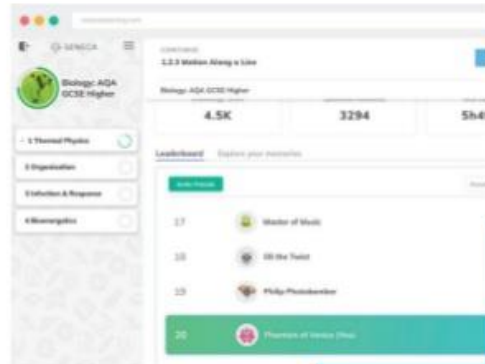 SENECA
Biology: AQA
GCSE Higher
1 Thermal Physics
2 Organisation
3 Infection & Response
4 Bioenergetics
CONTINUE
1.2.3 Motion Along a Line
Biology: AQA GCSE Higher
4.5K
3294
5h4
Leaderboard
Explore your memories
Invite friends
17
Master of Music
18
Oli the Twist
19
Philip Photobomber
20
Phantom of Venice (You)